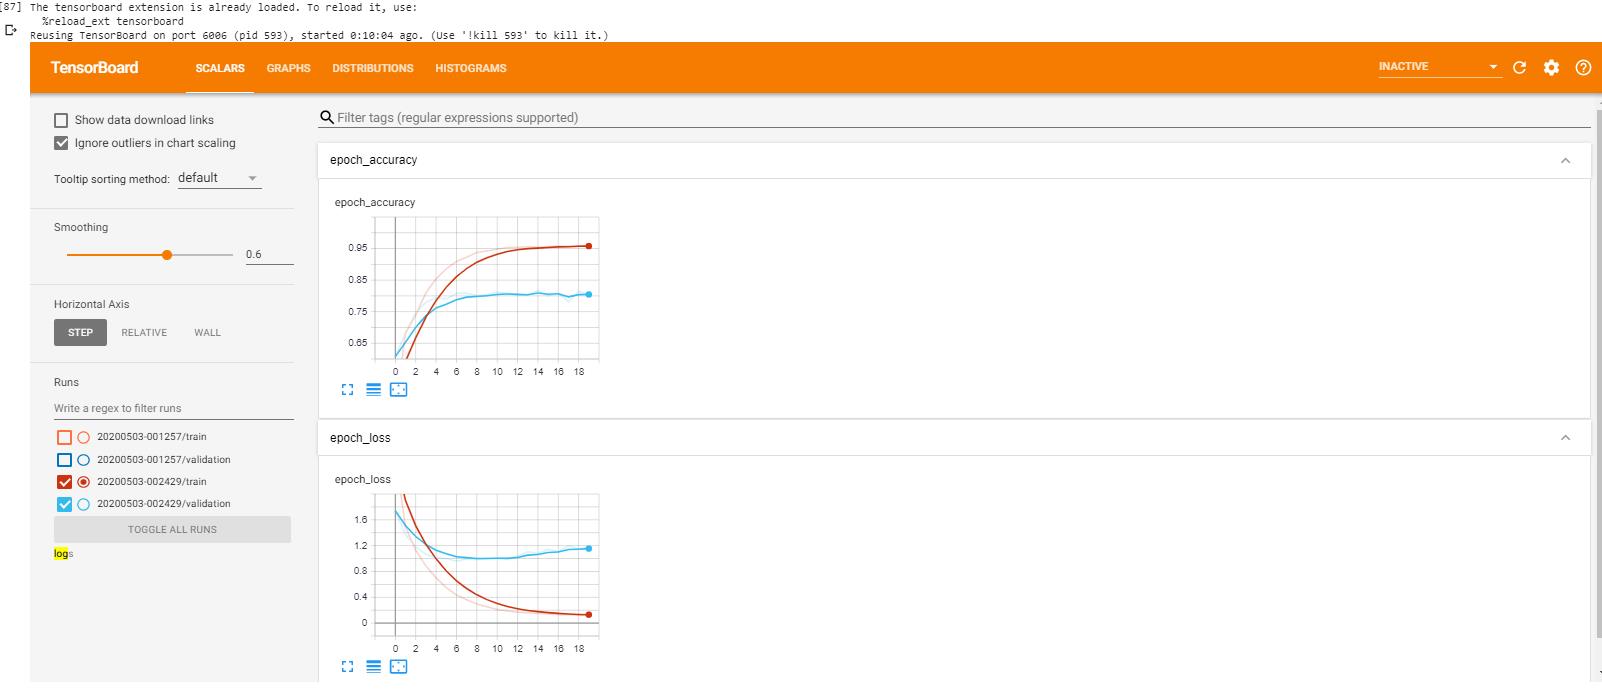 [87] The tensorboard extension is already loaded. To reload it, use:
%reload_ext tensorboard
Reusing TensorBoard on port 6006 (pid 593), started 0:10:04 ago. (Use '!kill 593' to kill it.)
TensorBoard SCALARS GRAPHS DISTRIBUTIONS HISTOGRAMS INACTIVE
Show data download links
Ignore outliers in chart scaling
Tooltip sorting method: default
Smoothing
0.6
Horizontal Axis
STEP RELATIVE WALL
Runs
Write a regex to filter runs
20200503-001257/train
20200503-001257/validation
20200503-002429/train
20200503-002429/validation
TOGGLE ALL RUNS
logs
Filter tags (regular expressions supported)
epoch_accuracy
epoch_accuracy
0.95
0.85
0.75
0.65
0 2 4 6 8 10 12 14 16 18
epoch_loss
epoch_loss
1.6
1.2
0.8
0.4
0
0 2 4 6 8 10 12 14 16 18